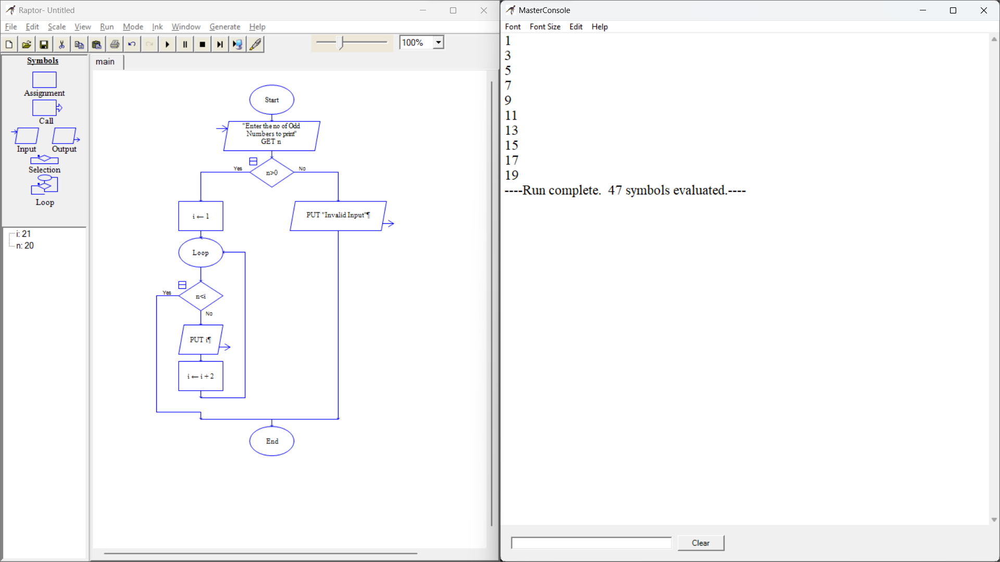 Raptor- Untitled
File Edit Scale View Run Mode Ink Window Generate Help
100%
Symbols
Assignment
Call
Input Output
Selection
Loop
i: 21
n: 20
main
Start
"Enter the no of Odd
Numbers to print"
GET n
Yes
n>0
No
i ← 1
PUT "Invalid Input"¶
Loop
Yes
n<i
No
PUT i¶
i ← i + 2
End
MasterConsole
Font Font Size Edit Help
1
3
5
7
9
11
13
15
17
19
----Run complete.  47 symbols evaluated.----
Clear